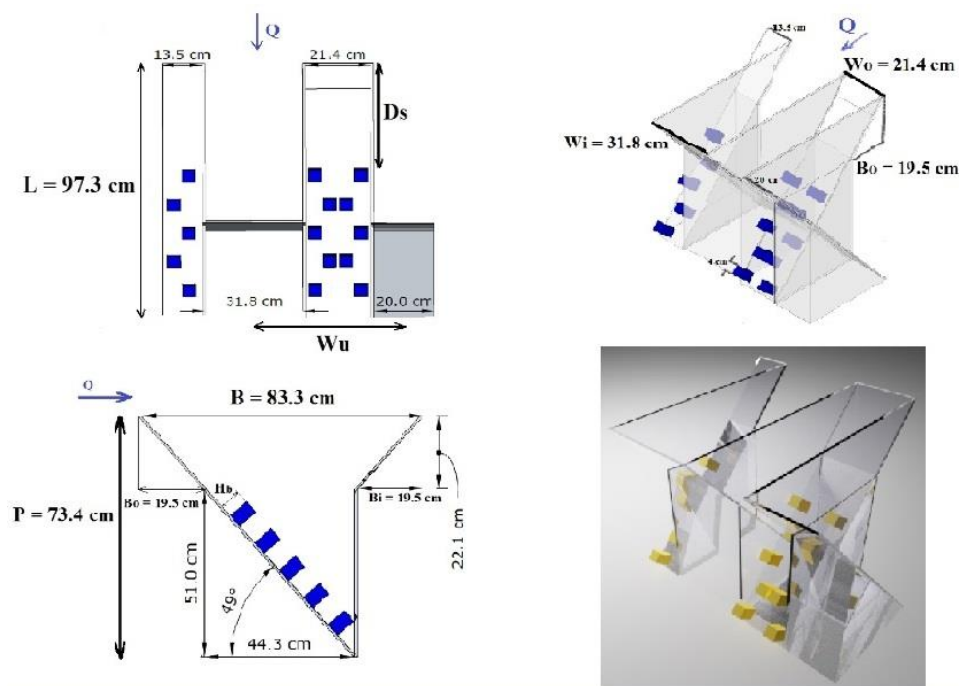 Q
13.5 cm
21.4 cm
Ds
L = 97.3 cm
31.8 cm
20.0 cm
Wu
13.5 cm
Q
Wo = 21.4 cm
Wi = 31.8 cm
Bo = 19.5 cm
20 cm
4 cm
Q
B = 83.3 cm
P = 73.4 cm
Bo = 19.5 cm
Hb
Bi = 19.5 cm
22.1 cm
51.0 cm
49°
44.3 cm